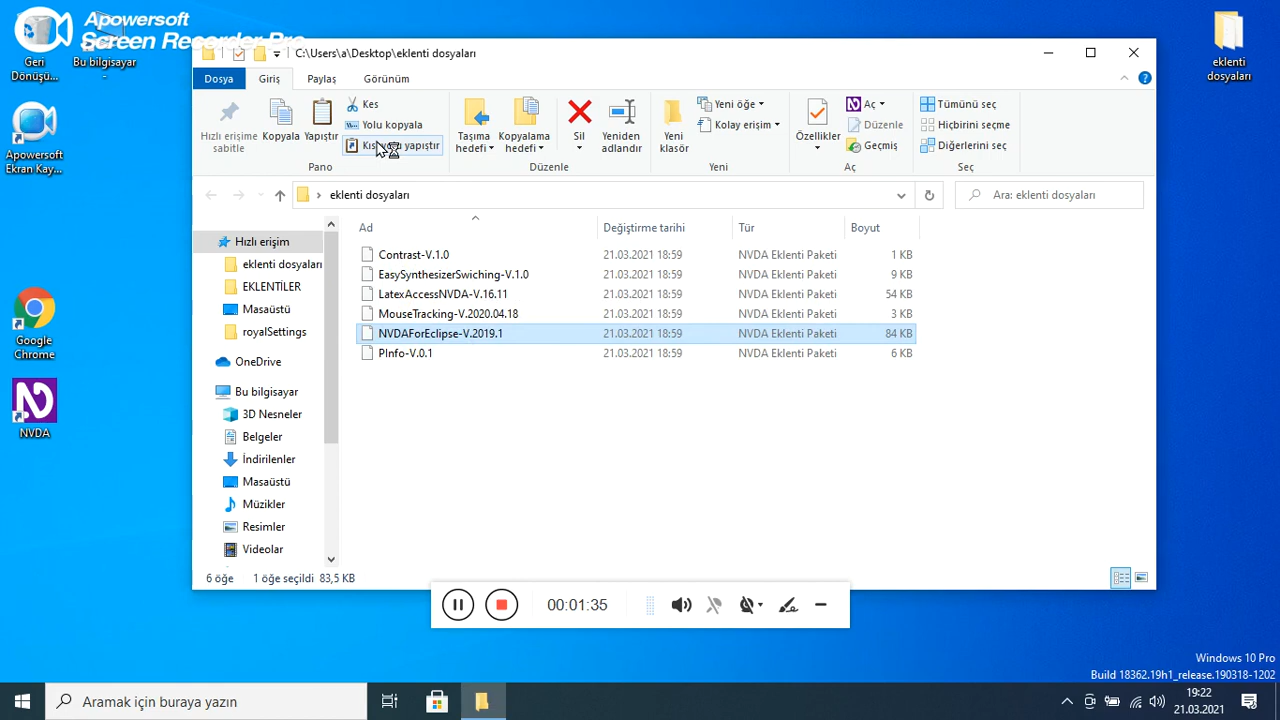 Apowersoft
Screen Recorder Pro
Geri
Dönüşü...
Bu bilgisayar
-
Apowersoft
Ekran Kay...
Google
Chrome
NVDA
eklenti
dosyaları
C:\Users\a\Desktop\eklenti dosyaları
Dosya
Giriş
Paylaş
Görünüm
Hızlı erişime
sabitle
Kopyala
Yapıştır
Kes
Yolu kopyala
yapıştır
Pano
Taşıma
hedefi
Kopyalama
hedefi
Sil
Yeniden
adlandır
Düzenle
Yeni
klasör
Yeni öğe
Kolay erişim
Yeni
Özellikler
Aç
Düzenle
Geçmiş
Aç
Tümünü seç
Hiçbirini seçme
Diğerlerini seç
Seç
eklenti dosyaları
Ara: eklenti dosyaları
Hızlı erişim
eklenti dosyaları
EKLENTİLER
Masaüstü
royalSettings
OneDrive
Bu bilgisayar
3D Nesneler
Belgeler
İndirilenler
Masaüstü
Müzikler
Resimler
Videolar
Ad Değiştirme tarihi Tür Boyut
Contrast-V.1.0 21.03.2021 18:59 NVDA Eklenti Paketi 1 KB
EasySynthesizerSwiching-V.1.0 21.03.2021 18:59 NVDA Eklenti Paketi 9 KB
LatexAccessNVDA-V.16.11 21.03.2021 18:59 NVDA Eklenti Paketi 54 KB
MouseTracking-V.2020.04.18 21.03.2021 18:59 NVDA Eklenti Paketi 3 KB
NVDAForEclipse-V.2019.1 21.03.2021 18:59 NVDA Eklenti Paketi 84 KB
PInfo-V.0.1 21.03.2021 18:59 NVDA Eklenti Paketi 6 KB
6 öğe 1 öğe seçildi 83,5 KB
00:01:35
Windows 10 Pro
Build 18362.19h1_release.190318-1202
Aramak için buraya yazın
19:22
21.03.2021